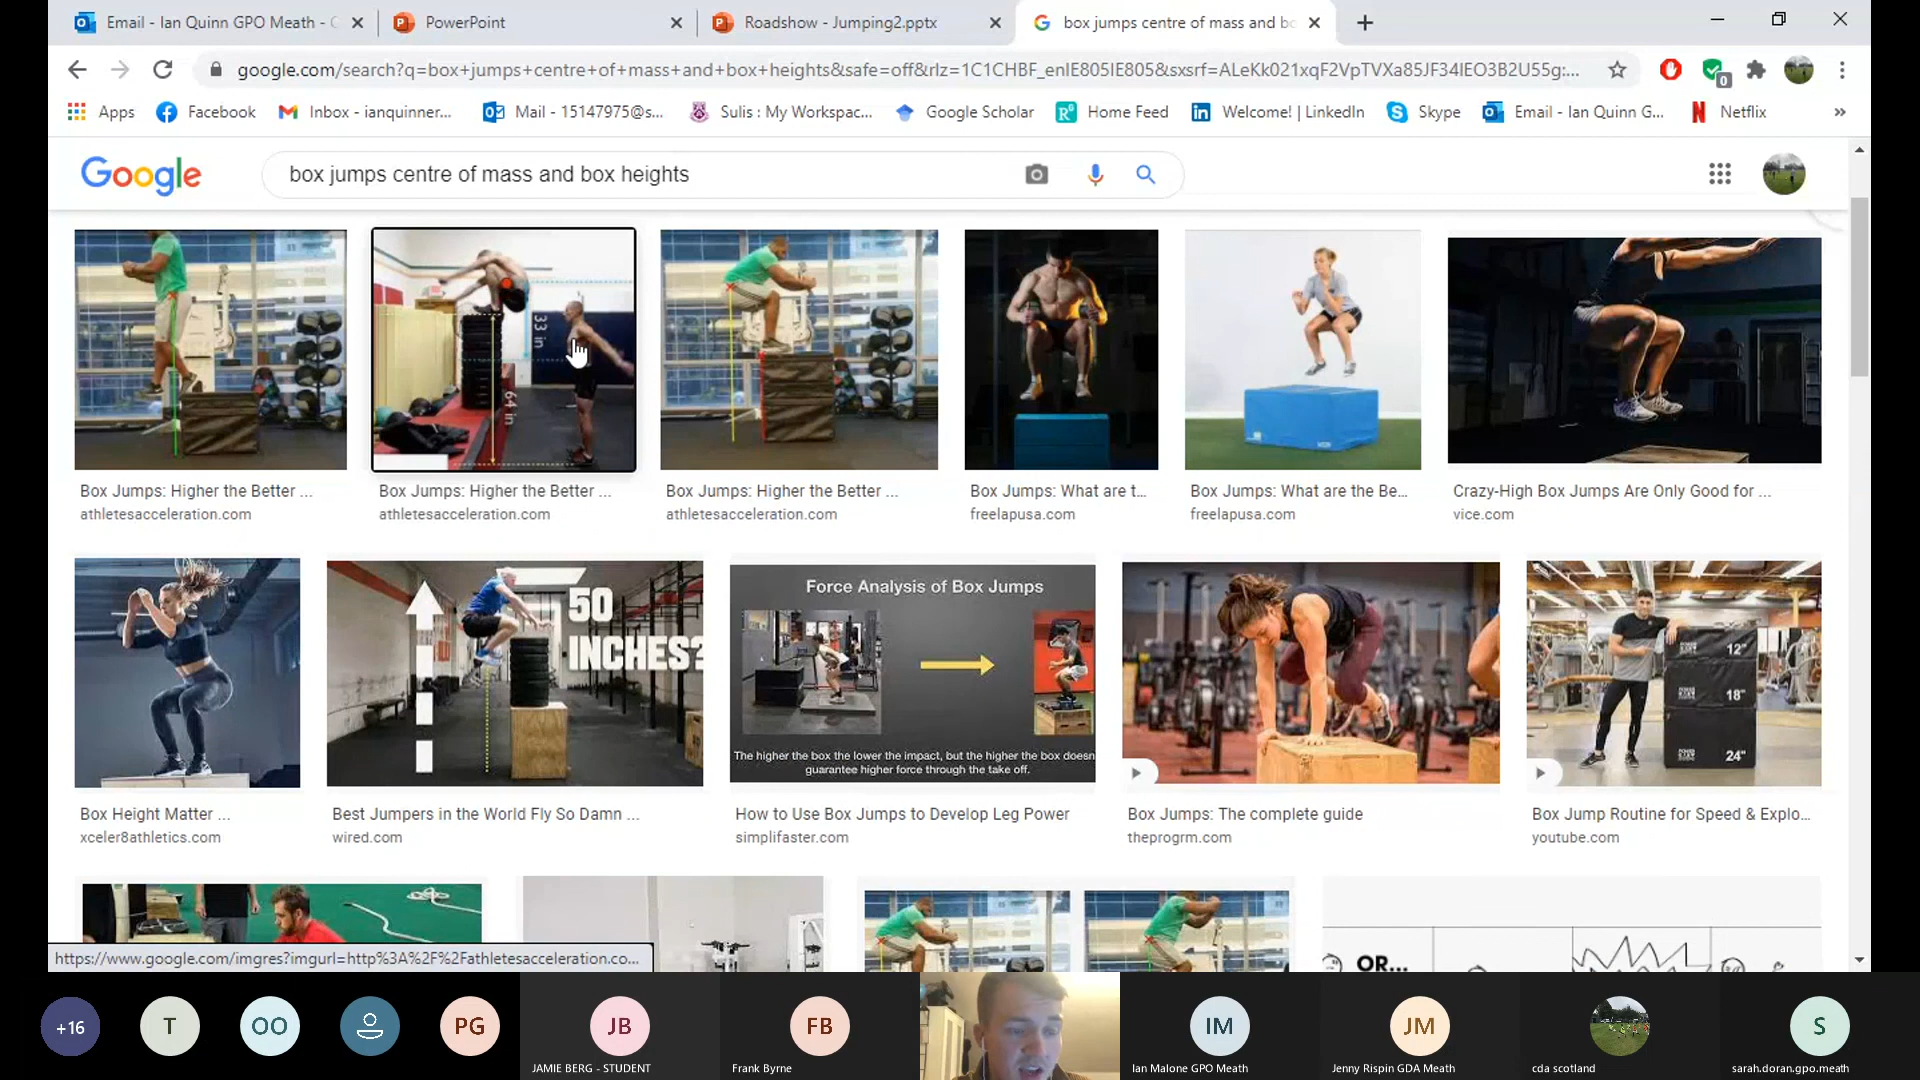 Email - Ian Quinn GPO Meath - O
PowerPoint
Roadshow - Jumping2.pptx
box jumps centre of mass and bo
google.com/search?q=box+jumps+centre+of+mass+and+box+heights&safe=off&rlz=1C1CHBF_enIE805IE805&sxsrf=ALeKk021xqF2VpTVXa85JF34lEO3B2U55g:...
0
Apps
Facebook
Inbox - ianquinner...
Mail - 15147975@s...
Sulis : My Workspac...
Google Scholar
Home Feed
Welcome! | LinkedIn
Skype
Email - Ian Quinn G...
Netflix
»
Google
box jumps centre of mass and box heights
33 in
64 in
Box Jumps: Higher the Better ...
athletesacceleration.com
Box Jumps: Higher the Better ...
athletesacceleration.com
Box Jumps: Higher the Better ...
athletesacceleration.com
Box Jumps: What are t...
freelapusa.com
Box Jumps: What are the Be...
freelapusa.com
Crazy-High Box Jumps Are Only Good for ...
vice.com
50
INCHES?
Force Analysis of Box Jumps
The higher the box the lower the impact, but the higher the box doesn
guarantee higher force through the take off.
12"
18"
24"
Box Height Matter ...
xceler8athletics.com
Best Jumpers in the World Fly So Damn ...
wired.com
How to Use Box Jumps to Develop Leg Power
simplifaster.com
Box Jumps: The complete guide
theprogrm.com
Box Jump Routine for Speed & Explo...
youtube.com
OR...
https://www.google.com/imgres?imgurl=http%3A%2F%2Fathletesacceleration.co...
+16
T
OO
PG
JB
JAMIE BERG - STUDENT
FB
Frank Byrne
IM
Ian Malone GPO Meath
JM
Jenny Rispin GDA Meath
cda scotland
S
sarah.doran.gpo.meath